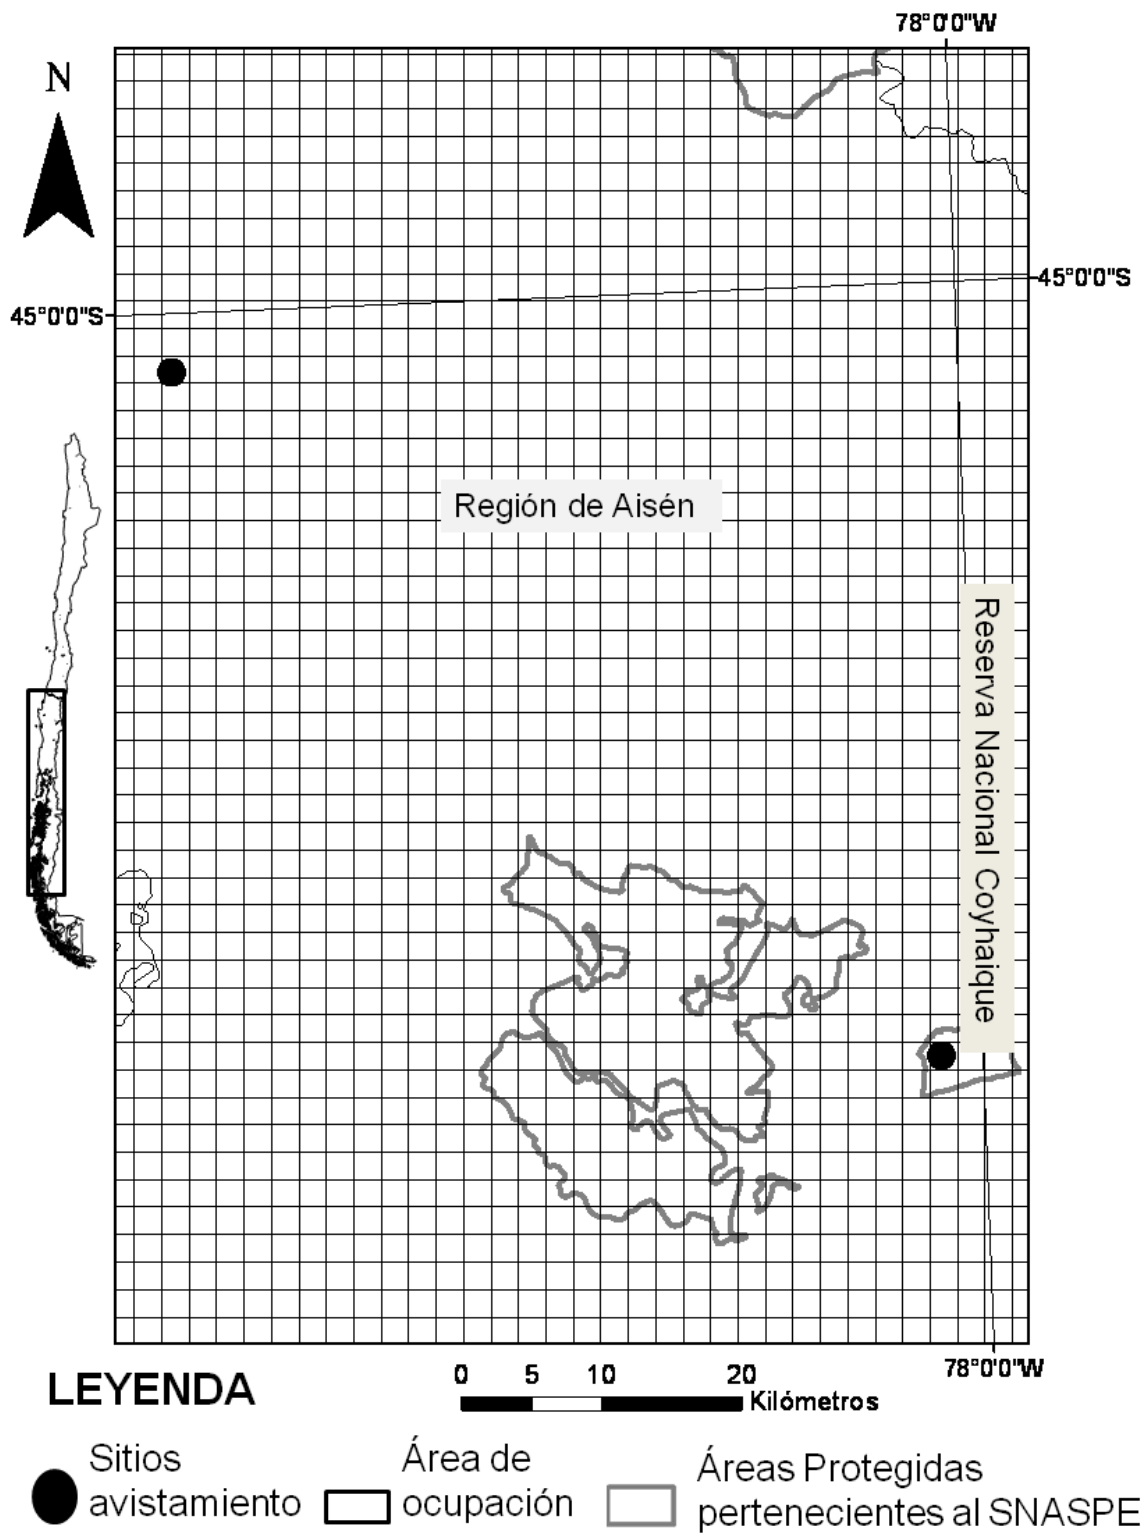 78°0'0"W
N
45°0'0"S
45°0'0"S
Región de Aisén
Reserva Nacional Coyhaique
0 5 10 20
Kilómetros
78°0'0"W
LEYENDA
Sitios
avistamiento
Área de
ocupación
Áreas Protegidas
pertenecientes al SNASPE